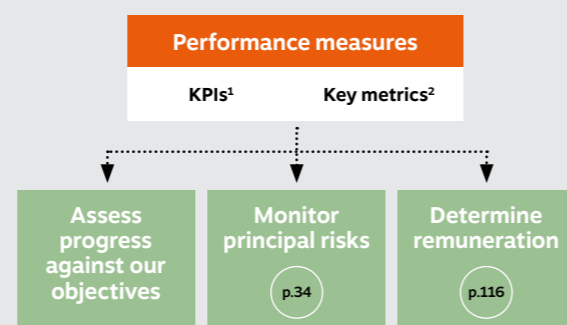 Performance measures
KPIs¹ Key metrics²
Assess
progress
against our
objectives
Monitor
principal risks
p.34
Determine
remuneration
p.116